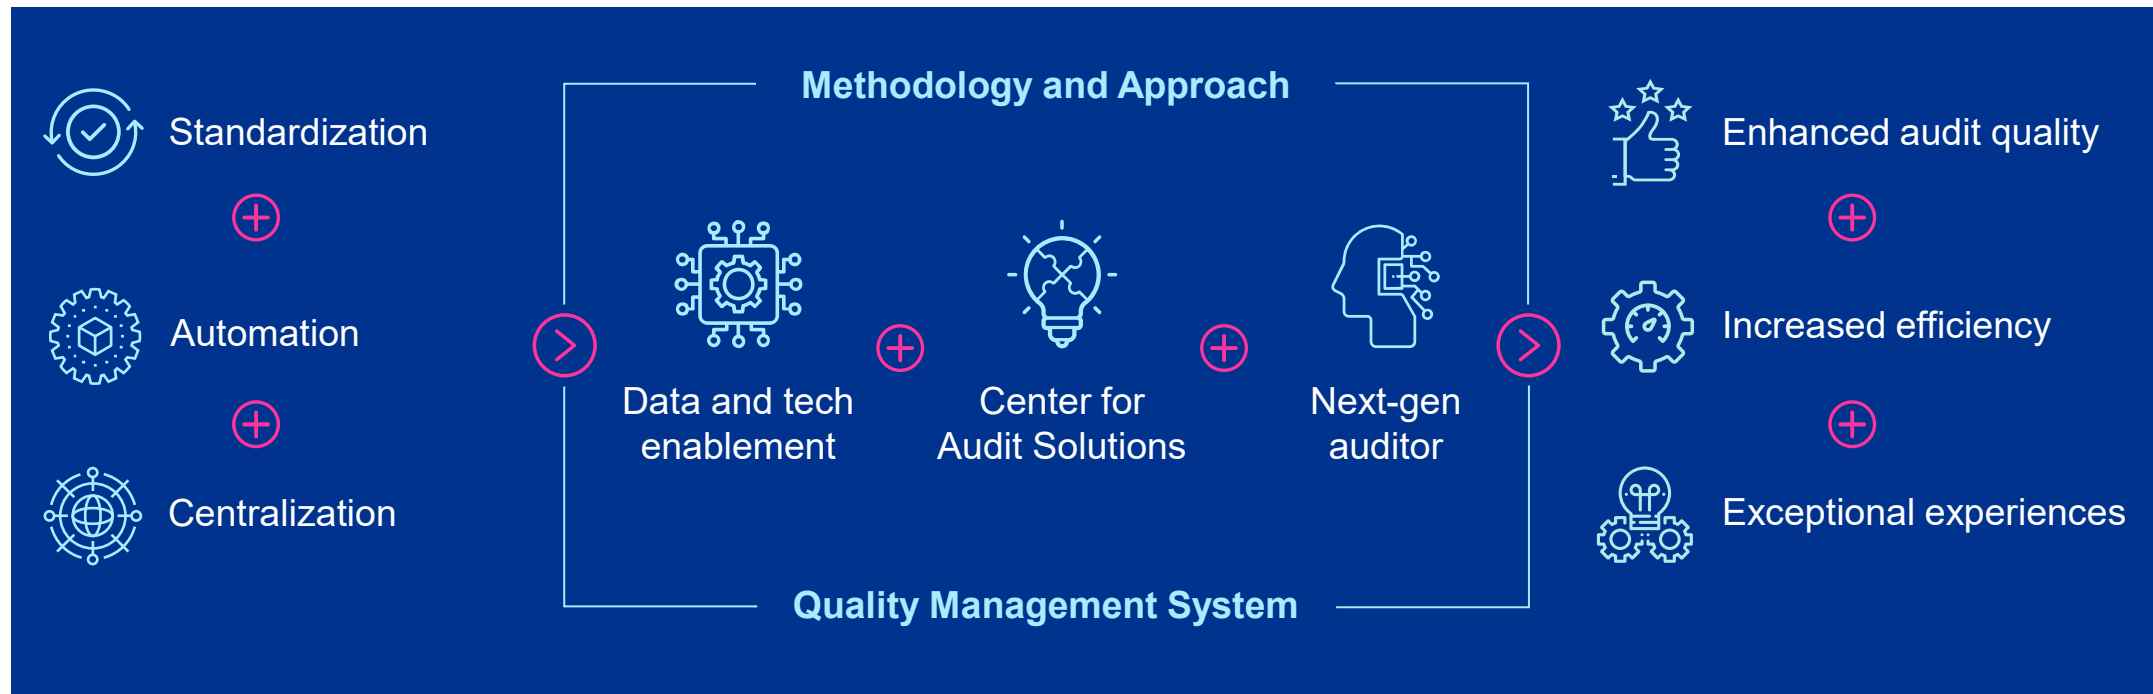 Standardization
Automation
Centralization
Methodology and Approach
Data and tech
enablement
Center for
Audit Solutions
Next-gen
auditor
Quality Management System
Enhanced audit quality
Increased efficiency
Exceptional experiences